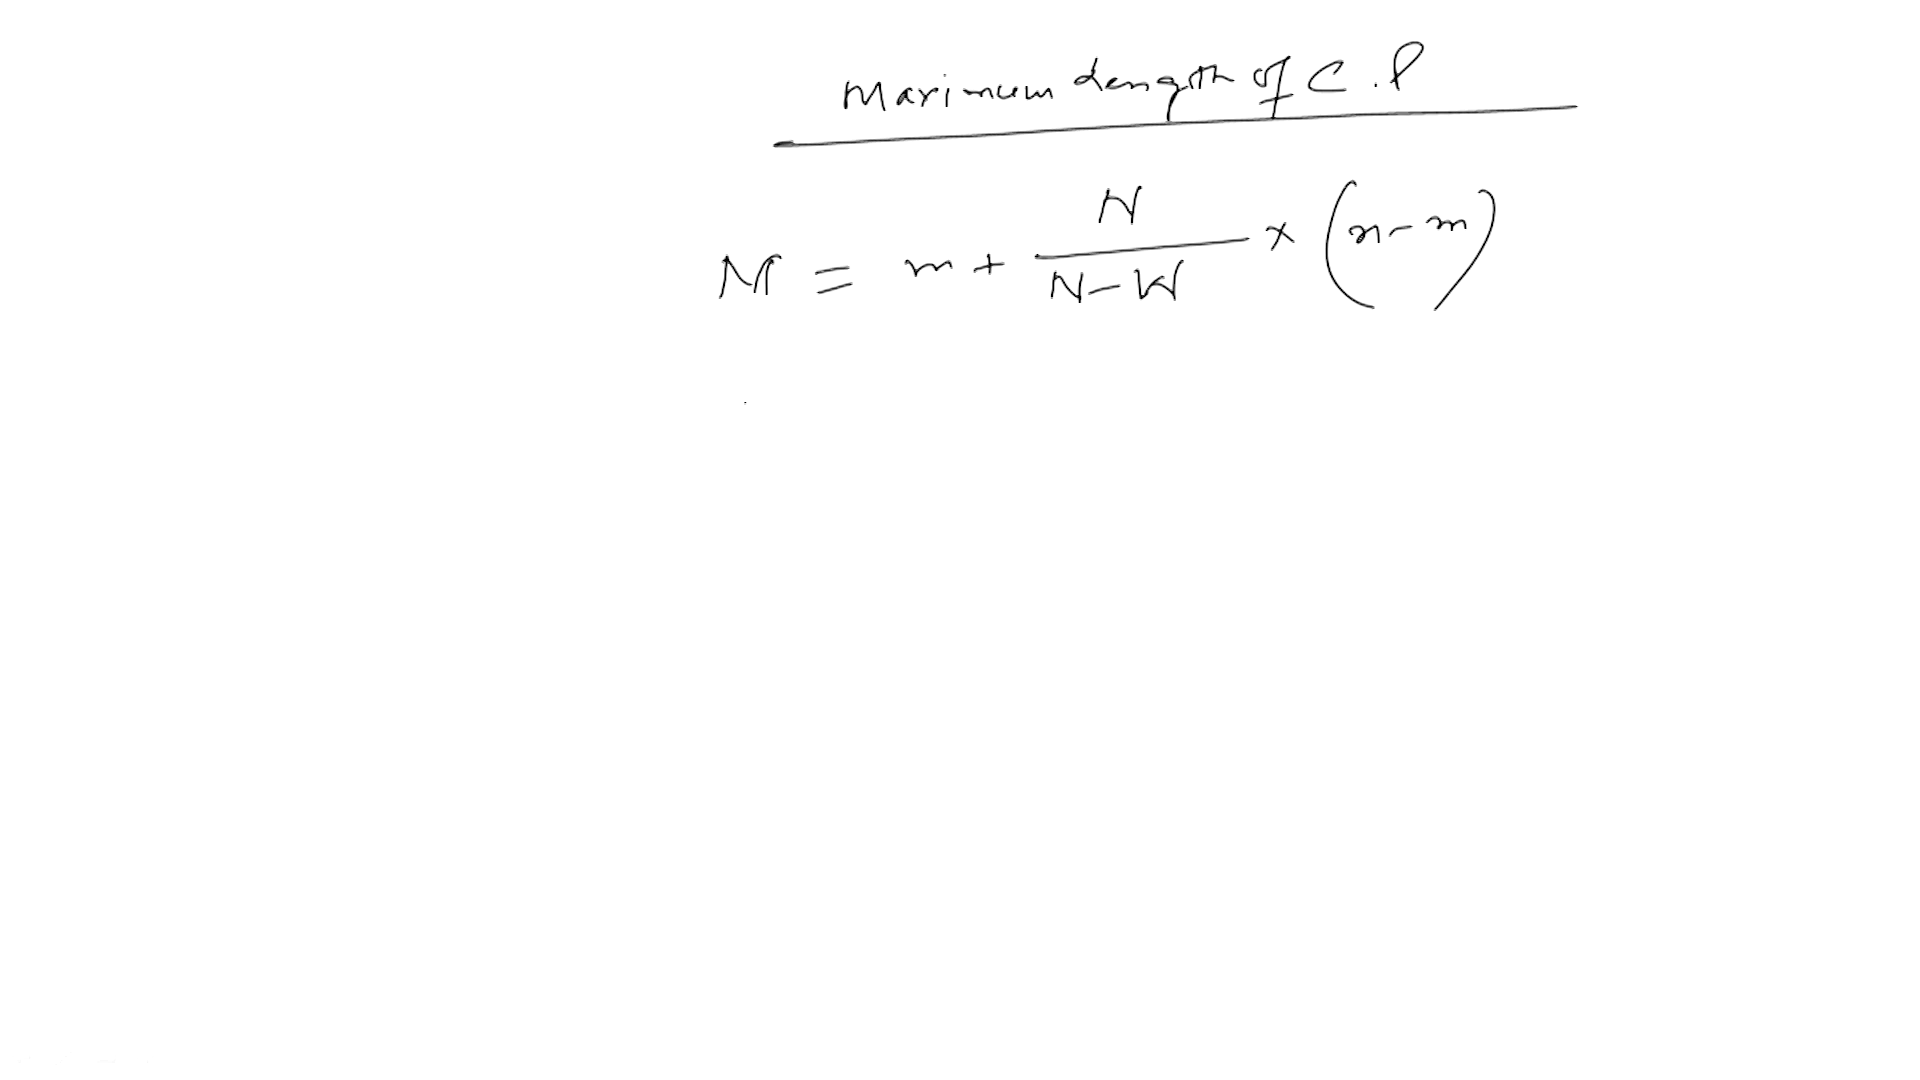 Maximum Length of C.P
M = m + N / N-W × (n-m)